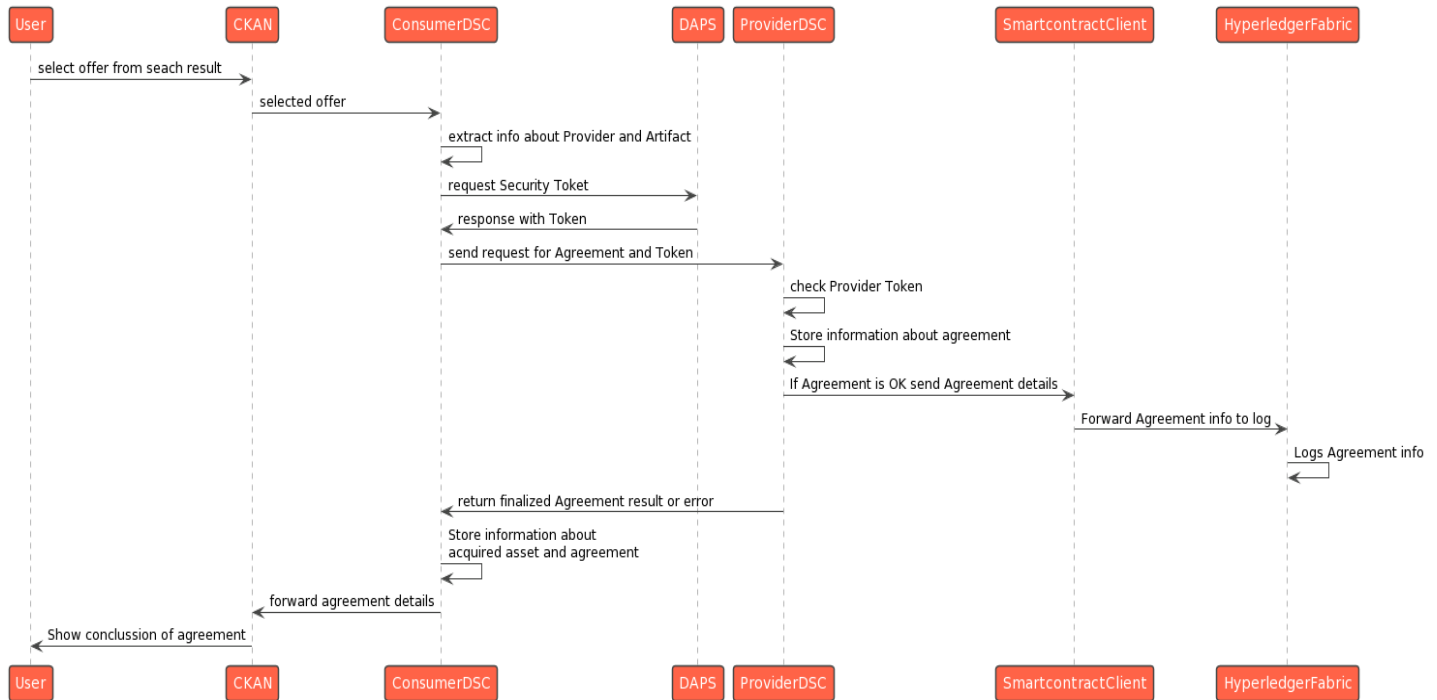 User CKAN ConsumerDSC DAPS ProviderDSC SmartcontractClient HyperledgerFabric
select offer from seach result
selected offer
extract info about Provider and Artifact
request Security Toket
response with Token
send request for Agreement and Token
check Provider Token
Store information about agreement
If Agreement is OK send Agreement details
Forward Agreement info to log
Logs Agreement info
return finalized Agreement result or error
Store information about
acquired asset and agreement
forward agreement details
Show conclussion of agreement
User CKAN ConsumerDSC DAPS ProviderDSC SmartcontractClient HyperledgerFabric